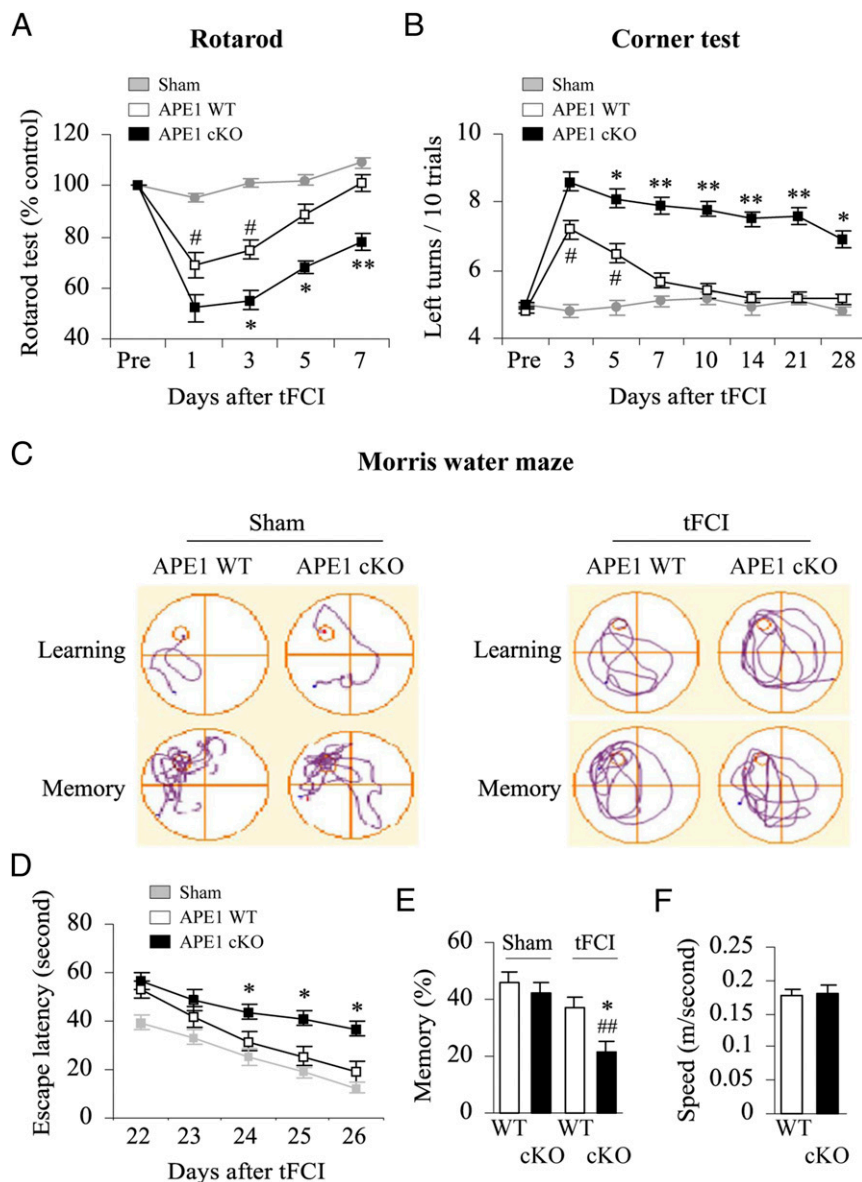 A
Rotarod
Sham
APE1 WT
APE1 cKO
Rotarod test (% control)
120
100
80
60
40
#
#
*
*
**
Pre 1 3 5 7
Days after tFCI
B
Corner test
Sham
APE1 WT
APE1 cKO
Left turns / 10 trials
10
8
6
4
* ** ** ** ** *
# #
Pre 3 5 7 10 14 21 28
Days after tFCI
C
Morris water maze
Sham
APE1 WT APE1 cKO
Learning
Memory
tFCI
APE1 WT APE1 cKO
Learning
Memory
D
Sham
APE1 WT
APE1 cKO
Escape latency (second)
80
60
40
20
0
* * *
22 23 24 25 26
Days after tFCI
E
Memory (%)
60
40
20
0
Sham tFCI
*
##
WT WT
cKO cKO
F
Speed (m/second)
0.25
0.2
0.15
0.1
0.05
0
WT
cKO